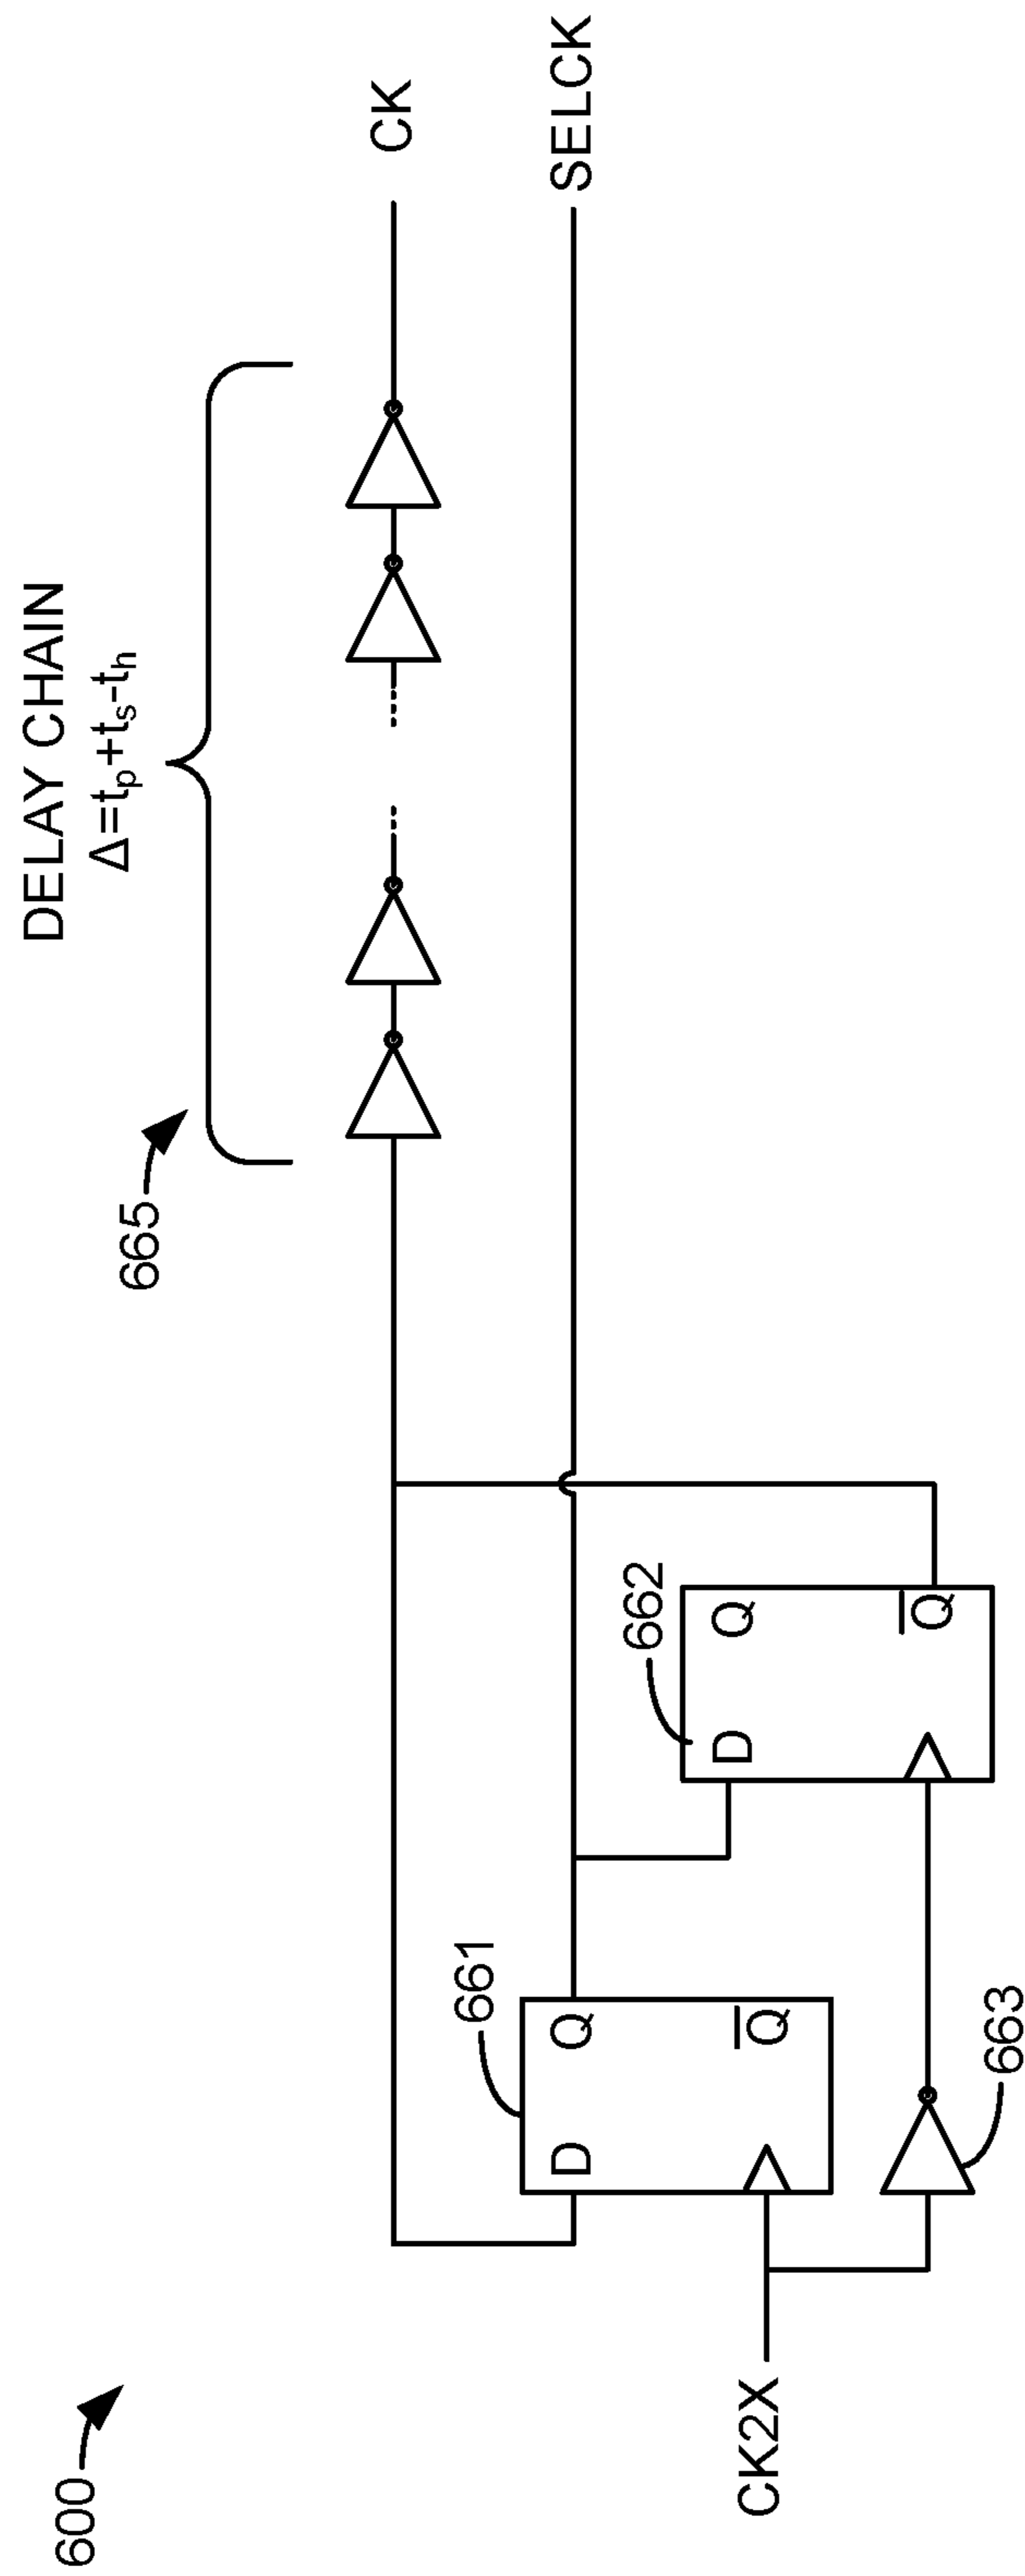 600
DELAY CHAIN
Δ=tp+ts-th
665
CK
SELCK
661
D
Q
Q̅
662
D
Q
Q̅
CK2X
663